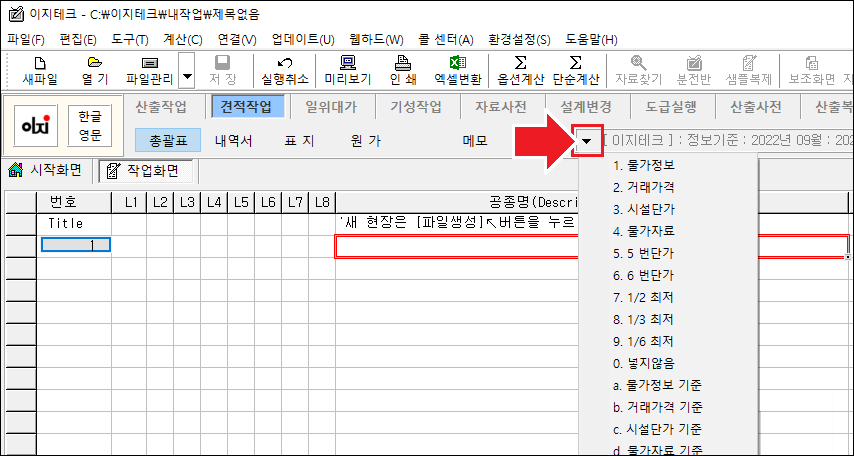 이지테크 - C:\이지테크\내작업\제목없음
파일(F) 편집(E) 도구(T) 계산(C) 연결(V) 업데이트(U) 웹하드(W) 콜 센터(A) 환경설정(S) 도움말(H)
새파일 열 기 파일관리 저 장 실행취소 미리보기 인 쇄 엑셀변환 옵션계산 단순계산 자료찾기 분전반 샘플복제 보조화면
산출작업 견적작업 일위대가 기성작업 자료사전 설계변경 도급실행 산출사전 산출복
한글
영문
총괄표 내역서 표 지 원 가 메모 [ 이지테크 ] : 정보기준 : 2022년 09월 : 202
시작화면 작업화면
번호 L1 L2 L3 L4 L5 L6 L7 L8 공종명(Descri
Title '새 현장은 [파일생성]↖버튼을 누르
1
1. 물가정보
2. 거래가격
3. 시설단가
4. 물가자료
5. 5 번단가
6. 6 번단가
7. 1/2 최저
8. 1/3 최저
9. 1/6 최저
0. 넣지않음
a. 물가정보 기준
b. 거래가격 기준
c. 시설단가 기준
d. 물가자료 기준